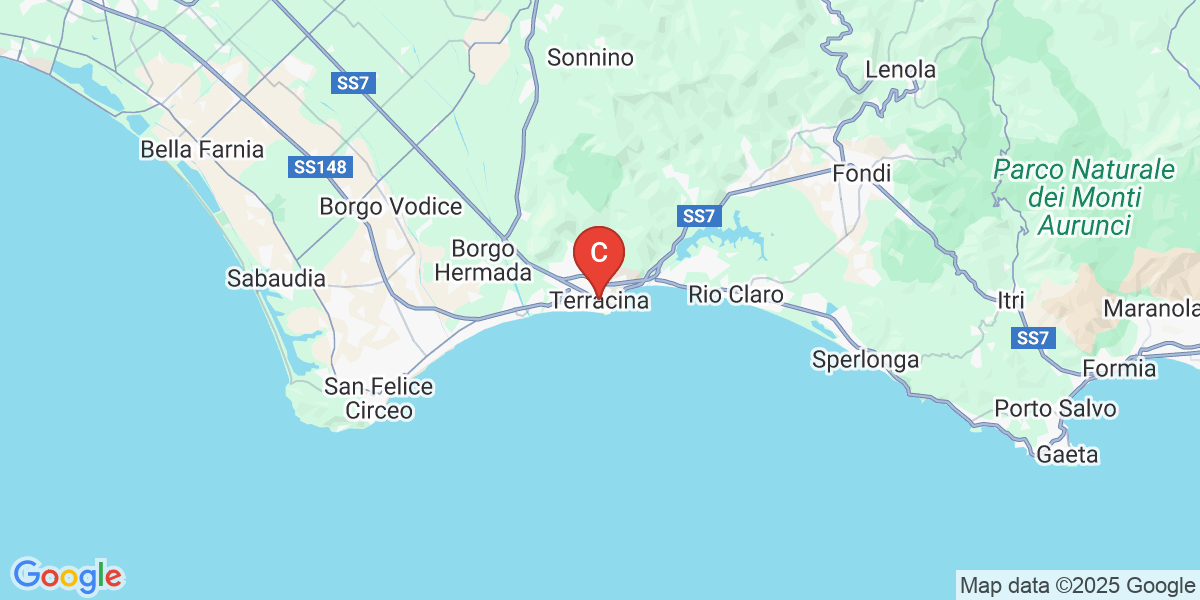 Sonnino
Lenola
SS7
Bella Farnia
SS148
Fondi
Parco Naturale
dei Monti
Aurunci
Borgo Vodice
SS7
Borgo
Hermada
C
Sabaudia
Terracina
Rio Claro
Itri
Maranola
SS7
Sperlonga
Formia
San Felice
Circeo
Porto Salvo
Gaeta
Google
Map data ©2025 Google